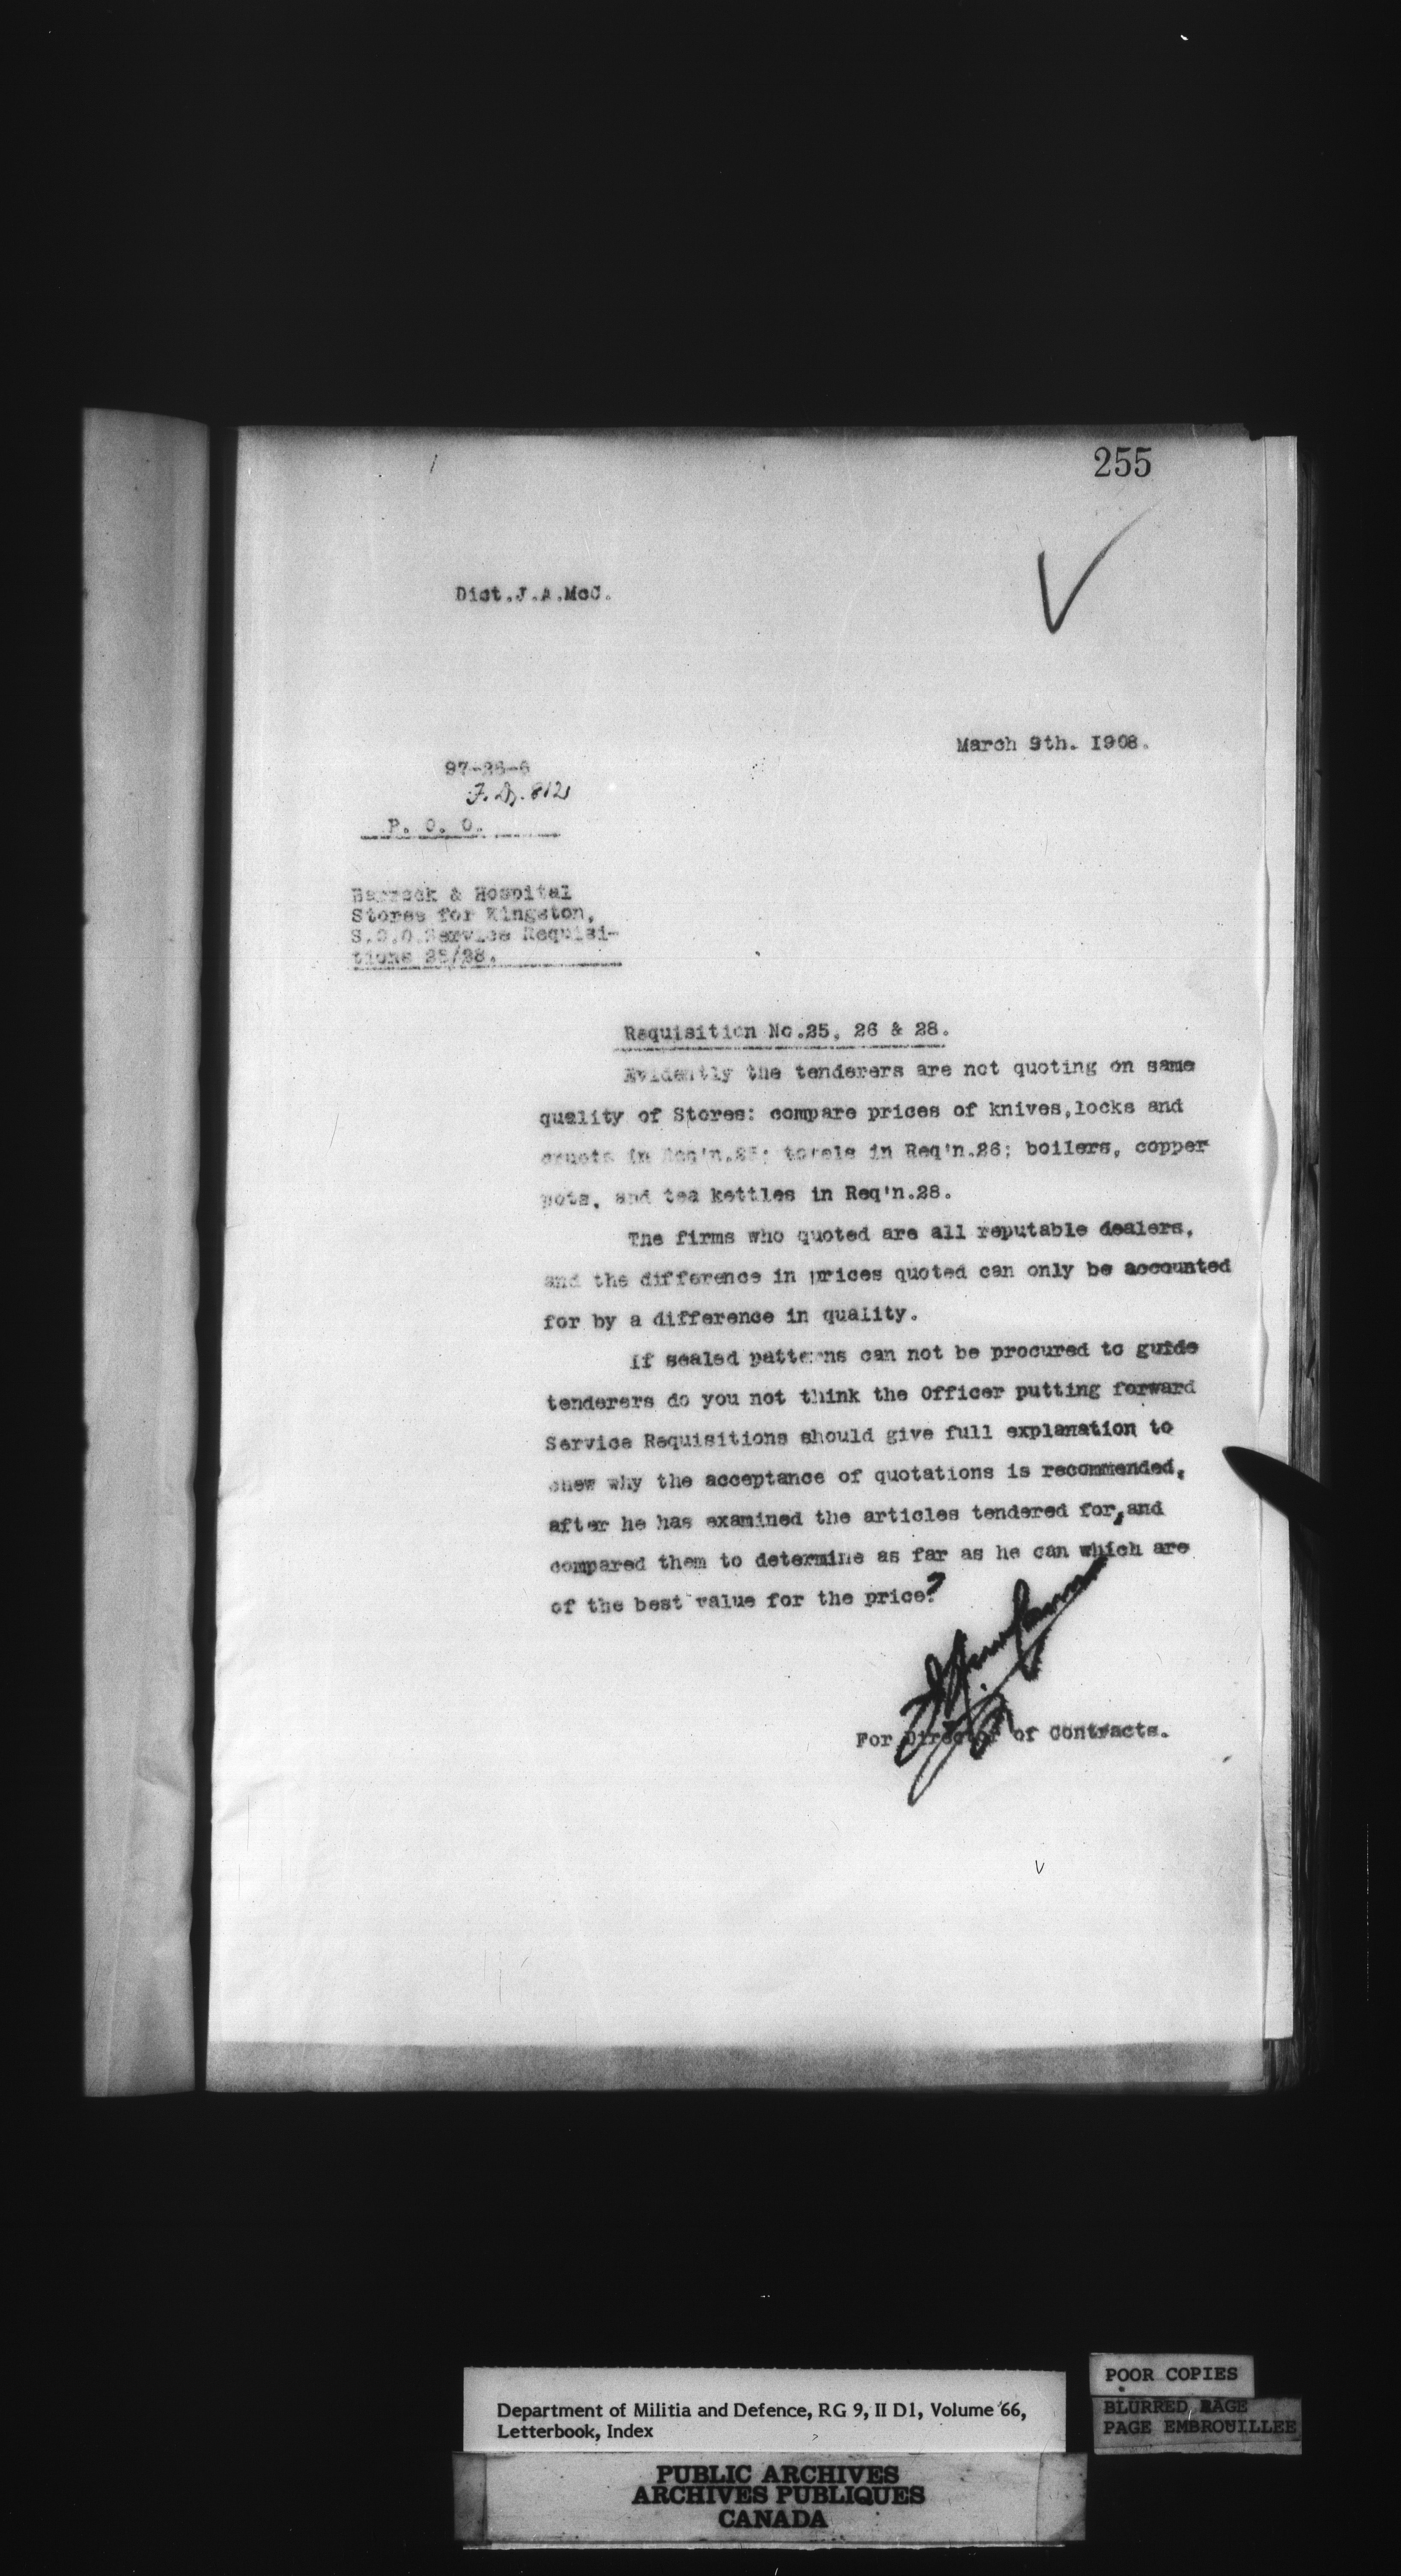 255
Dict.J.A.McC.
March 9th. 1908.
97-26-6
812
P. O. O.
Barrack & Hospital
Stores for Kingston,
S.O.O.Service Requisi-
tions 25/28.
Requisition No.25, 26 & 28.
Evidently the tenderers are not quoting on same
quality of Stores: compare prices of knives,locks and
cruets in Req'n.25; towels in Req'n.26; boilers, copper
pots, and tea kettles in Req'n.28.
The firms who quoted are all reputable dealers,
and the difference in prices quoted can only be accounted
for by a difference in quality.
If sealed patterns can not be procured to guide
tenderers do you not think the Officer putting forward
Service Requisitions should give full explanation to
shew why the acceptance of quotations is recommended,
after he has examined the articles tendered for,and
compared them to determine as far as he can which are
of the best value for the price?
For Director of Contracts.
Department of Militia and Defence, RG 9, II D1, Volume 66,
Letterbook, Index
POOR COPIES
BLURRED PAGE
PAGE EMBROUILLEE
PUBLIC ARCHIVES
ARCHIVES PUBLIQUES
CANADA